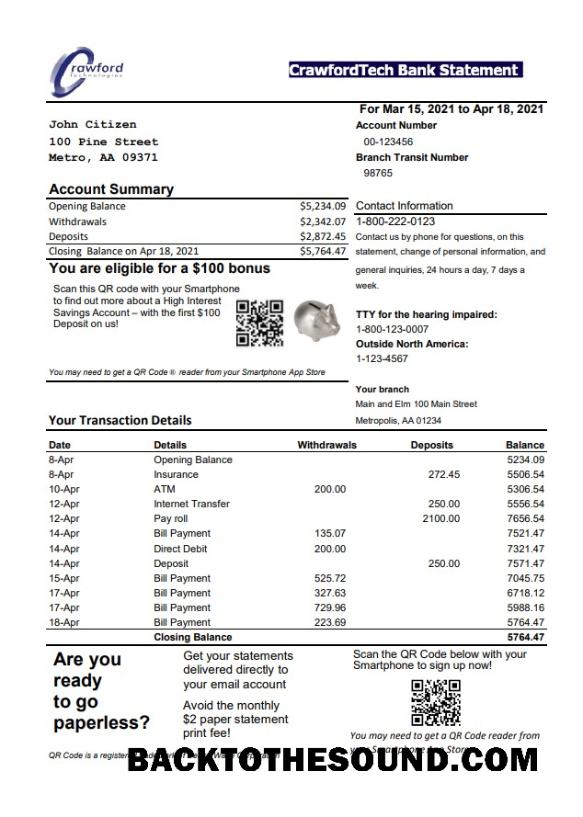 Crawford
Technologies
CrawfordTech Bank Statement
For Mar 15, 2021 to Apr 18, 2021
John Citizen
100 Pine Street
Metro, AA 09371
Account Number
00-123456
Branch Transit Number
98765
Account Summary
Opening Balance $5,234.09
Withdrawals $2,342.07
Deposits $2,872.45
Closing Balance on Apr 18, 2021 $5,764.47
Contact Information
1-800-222-0123
Contact us by phone for questions, on this
statement, change of personal information, and
general inquiries, 24 hours a day, 7 days a
week.
TTY for the hearing impaired:
1-800-123-0007
Outside North America:
1-123-4567
You are eligible for a $100 bonus
Scan this QR code with your Smartphone
to find out more about a High Interest
Savings Account – with the first $100
Deposit on us!
You may need to get a QR Code ® reader from your Smartphone App Store
Your branch
Main and Elm 100 Main Street
Metropolis, AA 01234
Your Transaction Details
Date Details Withdrawals Deposits Balance
8-Apr Opening Balance 5234.09
8-Apr Insurance 272.45 5506.54
10-Apr ATM 200.00 5306.54
12-Apr Internet Transfer 250.00 5556.54
12-Apr Pay roll 2100.00 7656.54
14-Apr Bill Payment 135.07 7521.47
14-Apr Direct Debit 200.00 7321.47
14-Apr Deposit 250.00 7571.47
15-Apr Bill Payment 525.72 7045.75
17-Apr Bill Payment 327.63 6718.12
17-Apr Bill Payment 729.96 5988.16
18-Apr Bill Payment 223.69 5764.47
Closing Balance 5764.47
Are you
ready
to go
paperless?
Get your statements
delivered directly to
your email account
Avoid the monthly
$2 paper statement
print fee!
Scan the QR Code below with your
Smartphone to sign up now!
You may need to get a QR Code reader from
your Smartphone App Store
QR Code is a registered trademark of
BACKTOTHESOUND.COM